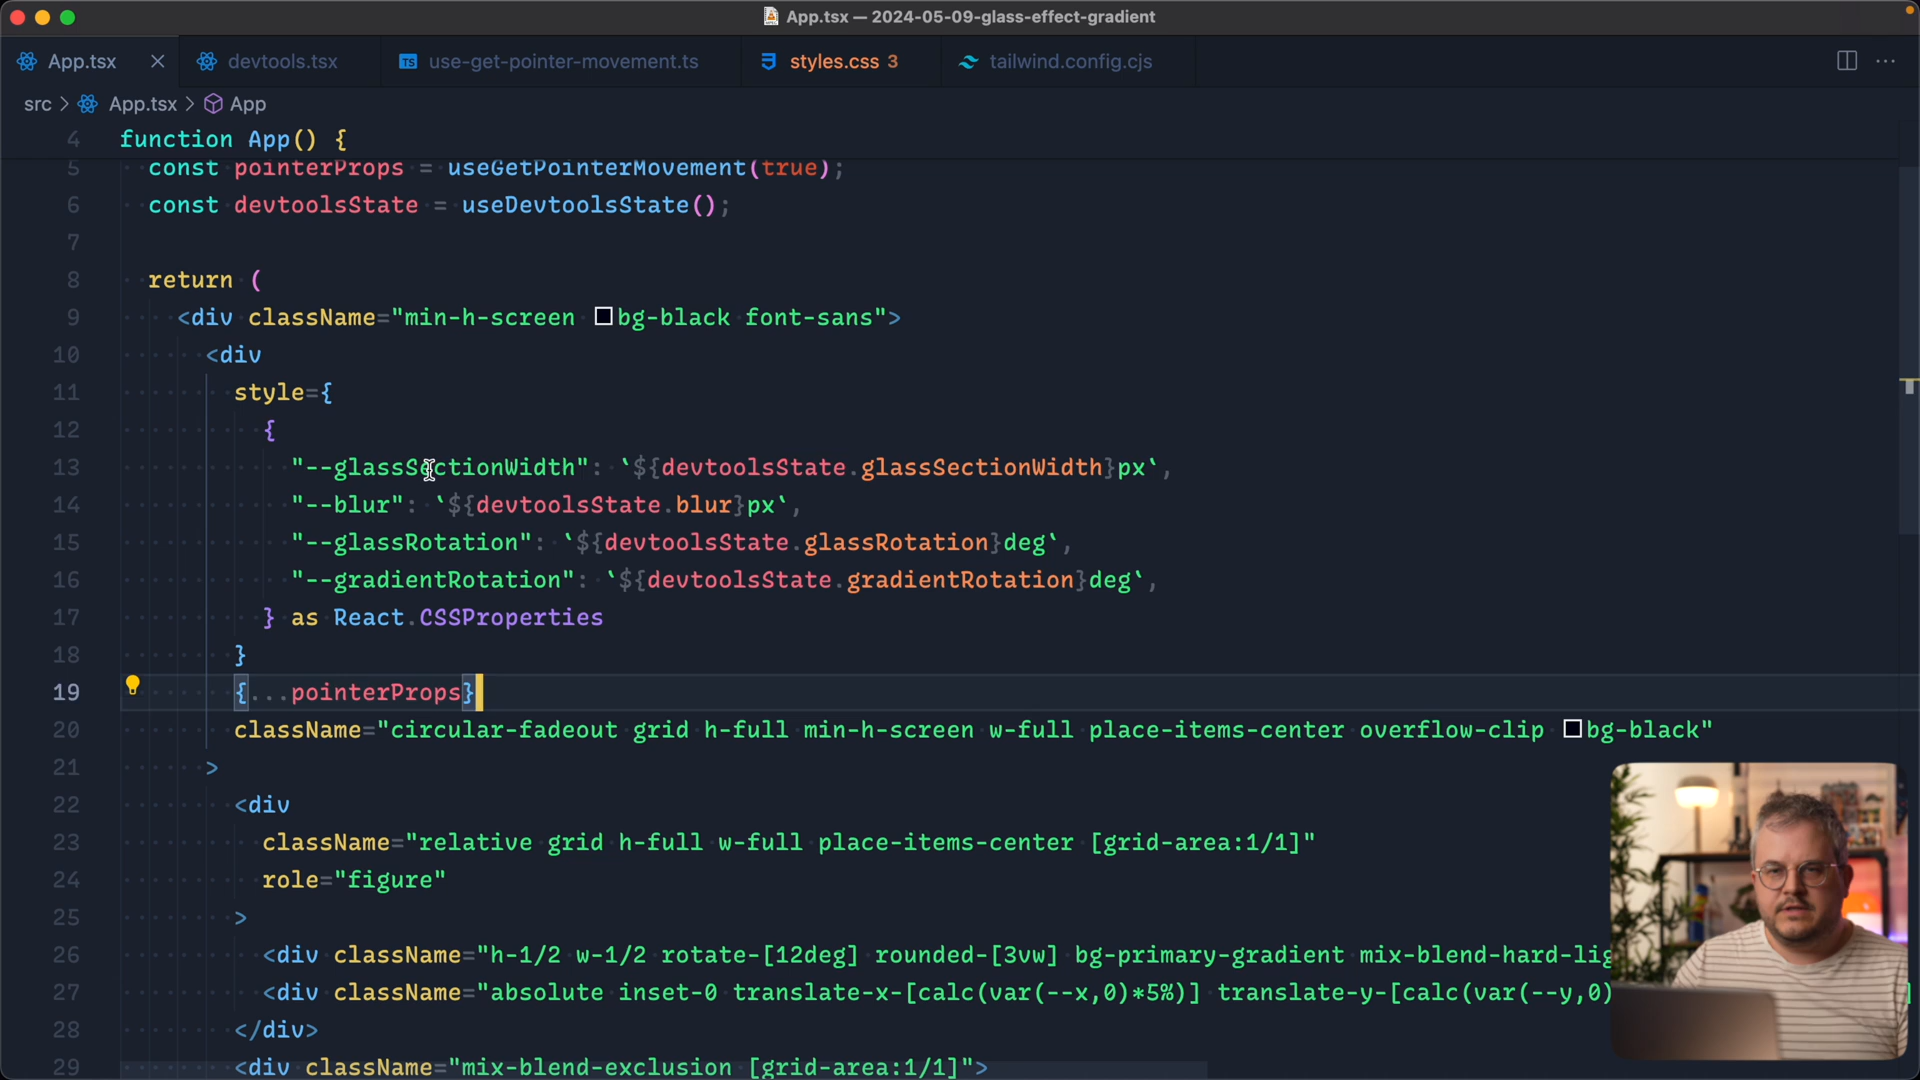 App.tsx — 2024-05-09-glass-effect-gradient
App.tsx devtools.tsx TS use-get-pointer-movement.ts styles.css 3 tailwind.config.cjs
src > App.tsx > App
4 function App() {
5 const pointerProps = useGetPointerMovement(true);
6 const devtoolsState = useDevtoolsState();
7
8 return (
9 <div className="min-h-screen bg-black font-sans">
10 <div
11 style={
12 {
13 "--glassSectionWidth": `${devtoolsState.glassSectionWidth}px`,
14 "--blur": `${devtoolsState.blur}px`,
15 "--glassRotation": `${devtoolsState.glassRotation}deg`,
16 "--gradientRotation": `${devtoolsState.gradientRotation}deg`,
17 } as React.CSSProperties
18 }
19 {...pointerProps}
20 className="circular-fadeout grid h-full min-h-screen w-full place-items-center overflow-clip bg-black"
21 >
22 <div
23 className="relative grid h-full w-full place-items-center [grid-area:1/1]"
24 role="figure"
25 >
26 <div className="h-1/2 w-1/2 rotate-[12deg] rounded-[3vw] bg-primary-gradient mix-blend-hard-lig
27 <div className="absolute inset-0 translate-x-[calc(var(--x,0)*5%)] translate-y-[calc(var(--y,0)
28 </div>
29 <div className="mix-blend-exclusion [grid-area:1/1]">